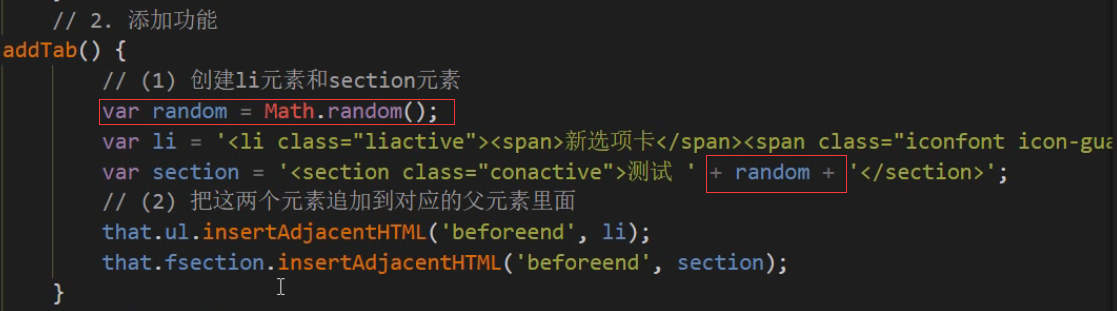 // 2. 添加功能
addTab() {
// (1) 创建li元素和section元素
var random = Math.random();
var li = '<li class="liactive"><span>新选项卡</span><span class="iconfont icon-gua
var section = '<section class="conactive">测试 ' + random + '</section>';
// (2) 把这两个元素追加到对应的父元素里面
that.ul.insertAdjacentHTML('beforeend', li);
that.fsection.insertAdjacentHTML('beforeend', section);
}